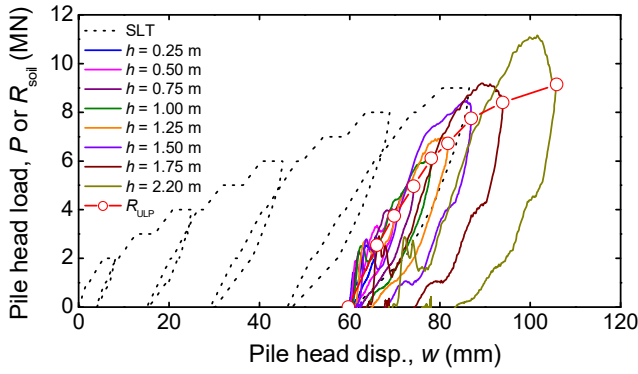 Pile head load, P or R_soil (MN)
12
10
8
6
4
2
0
SLT
h = 0.25 m
h = 0.50 m
h = 0.75 m
h = 1.00 m
h = 1.25 m
h = 1.50 m
h = 1.75 m
h = 2.20 m
R_ULP
0 20 40 60 80 100 120
Pile head disp., w (mm)